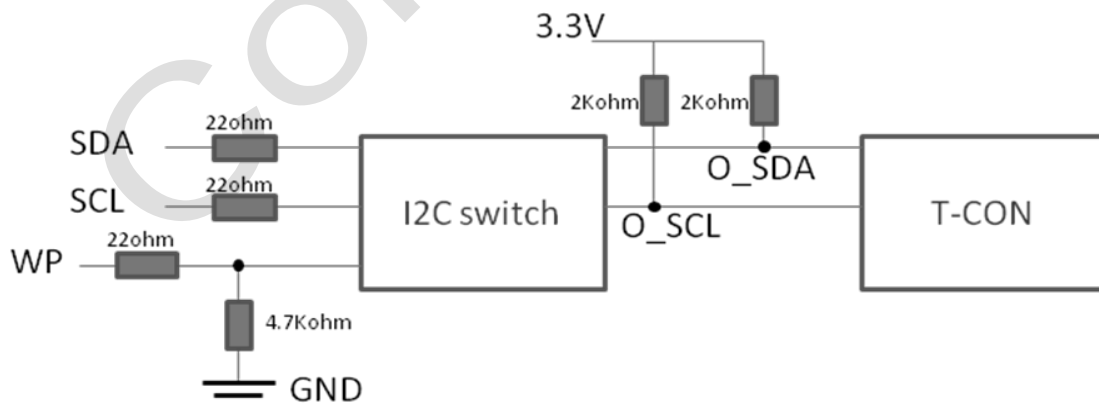 3.3V
2Kohm
2Kohm
22ohm
SDA
O_SDA
22ohm
SCL
I2C switch
T-CON
O_SCL
22ohm
WP
4.7Kohm
GND